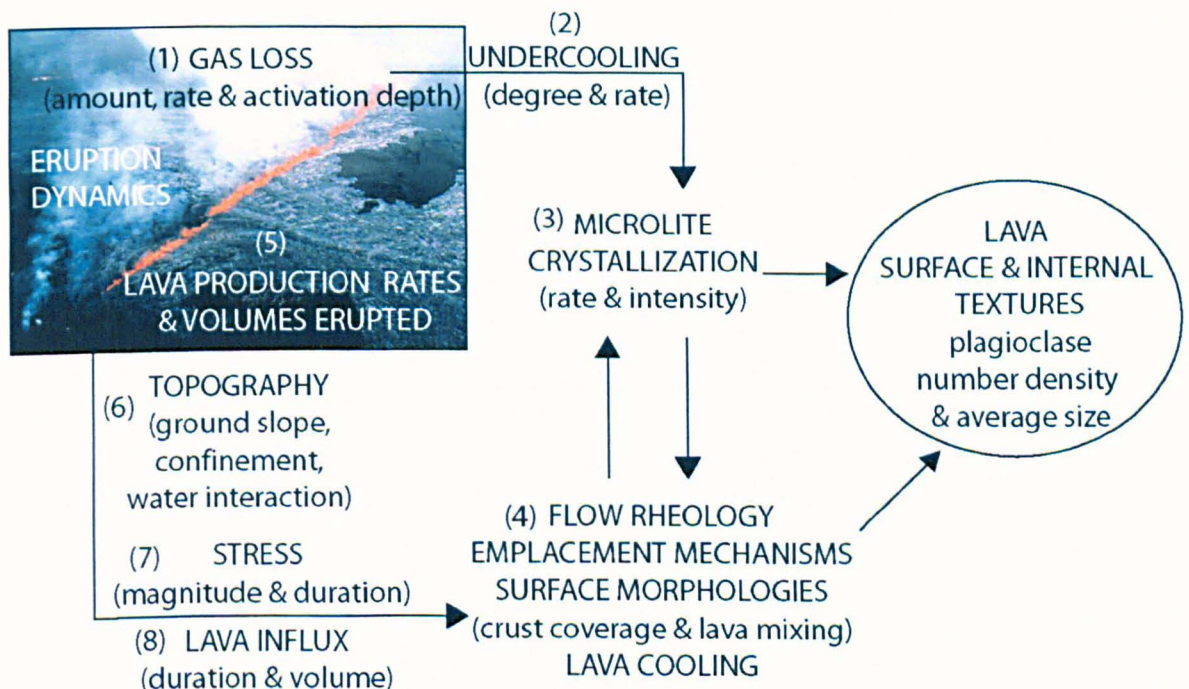 (1) GAS LOSS
(amount, rate & activation depth)
ERUPTION
DYNAMICS
(5)
LAVA PRODUCTION RATES
& VOLUMES ERUPTED
(2)
UNDERCOOLING
(degree & rate)
(3) MICROLITE
CRYSTALLIZATION
(rate & intensity)
LAVA
SURFACE & INTERNAL
TEXTURES
plagioclase
number density
& average size
(6) TOPOGRAPHY
(ground slope,
confinement,
water interaction)
(7) STRESS
(magnitude & duration)
(8) LAVA INFLUX
(duration & volume)
(4) FLOW RHEOLOGY
EMPLACEMENT MECHANISMS
SURFACE MORPHOLOGIES
(crust coverage & lava mixing)
LAVA COOLING